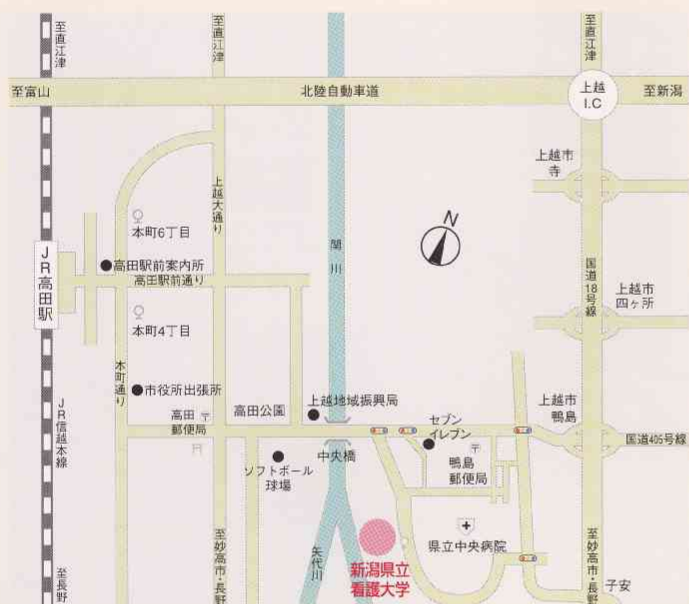 至直江津
至直江津
至直江津
至富山
北陸自動車道
上越
I.C
至新潟
上越市
寺
上越大通り
N
本町6丁目
関川
JR高田駅
高田駅前案内所
高田駅前通り
国道18号線
上越市
四ヶ所
本町4丁目
本町通り
市役所出張所
JR信越本線
高田
郵便局
高田公園
上越地域振興局
セブン
イレブン
上越市
鴨島
国道405号線
中央橋
ソフトボール
球場
鴨島
郵便局
県立中央病院
矢代川
新潟県立
看護大学
至長野
至妙高市・長野
至妙高市・長野
子安